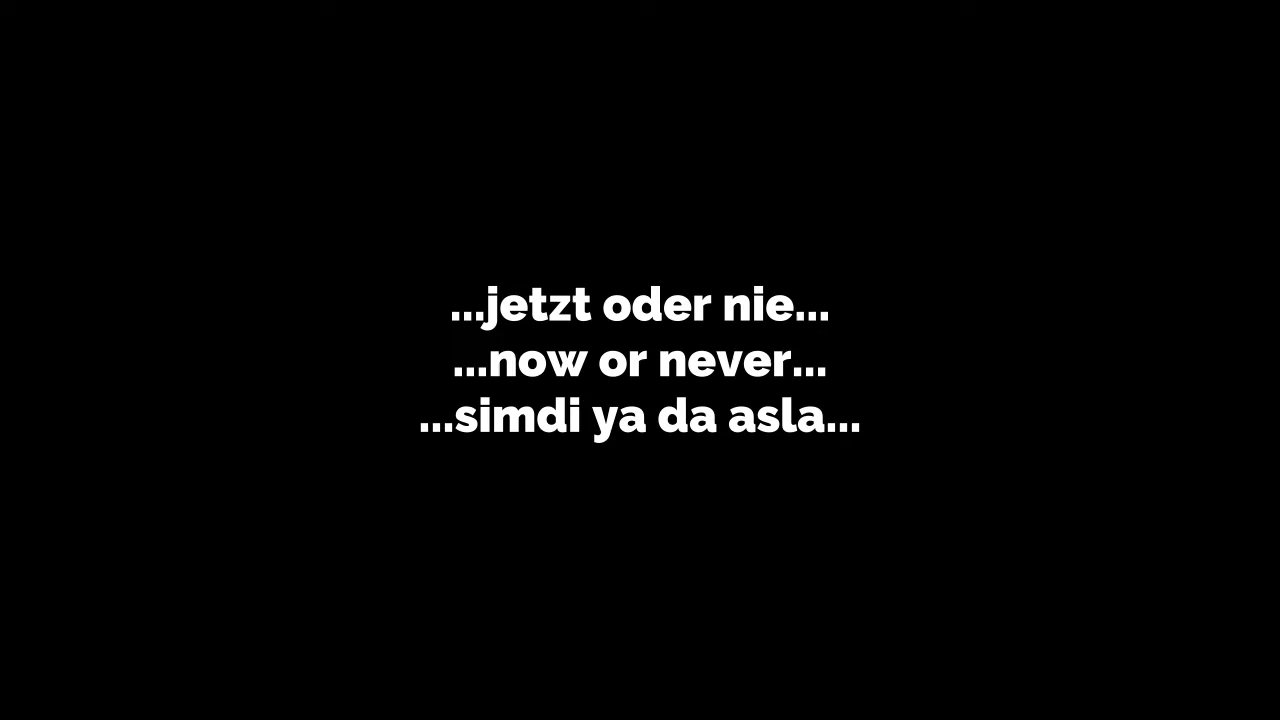 ...jetzt oder nie...
...now or never...
...simdi ya da asla...